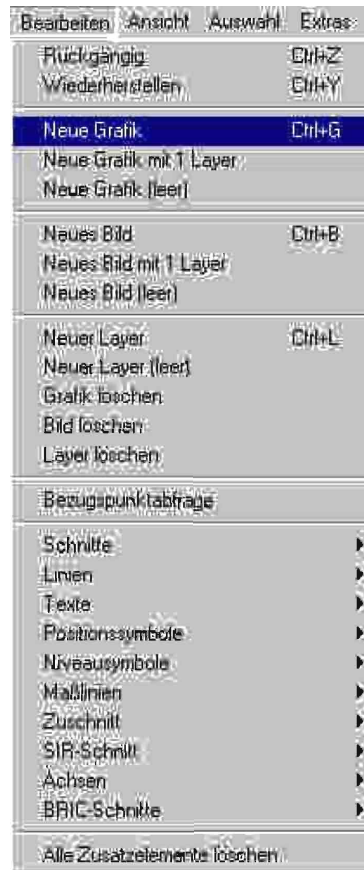 Bearbeiten Ansicht Auswahl Extras
Rückgängig Ctrl+Z
Wiederherstellen Ctrl+Y
Neue Grafik Ctrl+G
Neue Grafik mit 1 Layer
Neue Grafik (leer)
Neues Bild Ctrl+B
Neues Bild mit 1 Layer
Neues Bild (leer)
Neuer Layer Ctrl+L
Neuer Layer (leer)
Grafik löschen
Bild löschen
Layer löschen
Bezugspunktabfrage
Schnitte
Linien
Texte
Positionssymbole
Niveausymbole
Maßlinien
Zuschnitt
SIR-Schnitt
Achsen
BRIC-Schnitte
Alle Zusatzelemente löschen